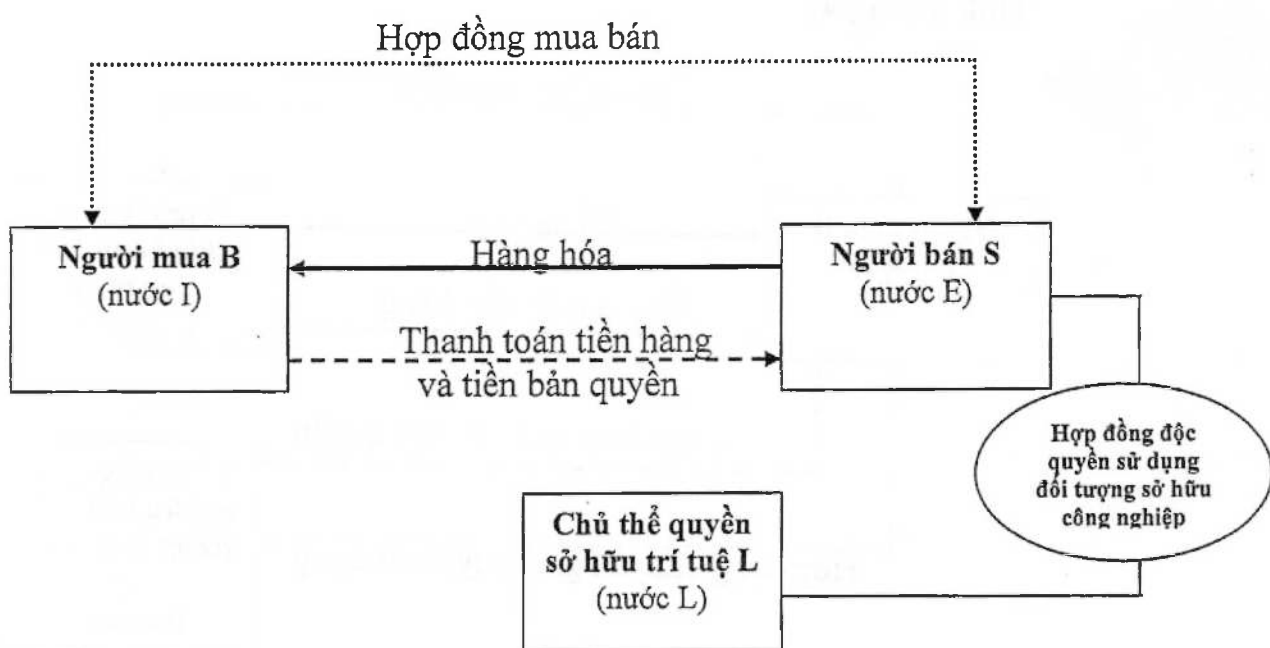 Hợp đồng mua bán
Người mua B
(nước I)
Hàng hóa
Thanh toán tiền hàng
và tiền bản quyền
Người bán S
(nước E)
Hợp đồng độc
quyền sử dụng
đối tượng sở hữu
công nghiệp
Chủ thể quyền
sở hữu trí tuệ L
(nước L)